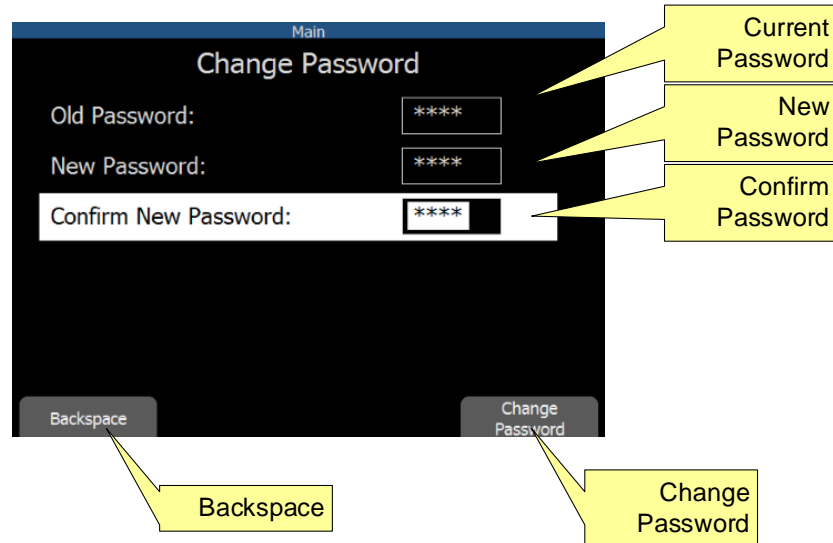 Main
Change Password
Old Password:
****
New Password:
****
Confirm New Password:
****
Backspace
Change
Password
Current
Password
New
Password
Confirm
Password
Backspace
Change
Password